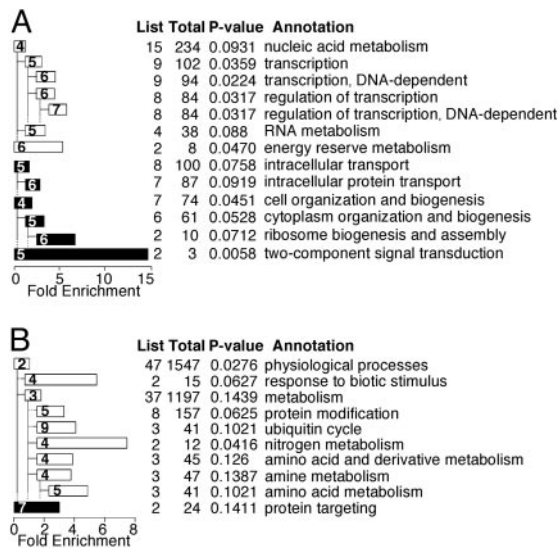 A
List Total P-value Annotation
4 15 234 0.0931 nucleic acid metabolism
5 9 102 0.0359 transcription
6 9 94 0.0224 transcription, DNA-dependent
6 8 84 0.0317 regulation of transcription
7 8 84 0.0317 regulation of transcription, DNA-dependent
5 4 38 0.088 RNA metabolism
6 2 8 0.0470 energy reserve metabolism
5 8 100 0.0758 intracellular transport
6 7 87 0.0919 intracellular protein transport
4 7 74 0.0451 cell organization and biogenesis
5 6 61 0.0528 cytoplasm organization and biogenesis
6 2 10 0.0712 ribosome biogenesis and assembly
5 2 3 0.0058 two-component signal transduction
0 5 10 15
Fold Enrichment
B
List Total P-value Annotation
2 47 1547 0.0276 physiological processes
4 2 15 0.0627 response to biotic stimulus
3 37 1197 0.1439 metabolism
5 8 157 0.0625 protein modification
9 3 41 0.1021 ubiquitin cycle
4 2 12 0.0416 nitrogen metabolism
4 3 45 0.126 amino acid and derivative metabolism
4 3 47 0.1387 amine metabolism
5 3 41 0.1021 amino acid metabolism
7 2 24 0.1411 protein targeting
0 2 4 6 8
Fold Enrichment